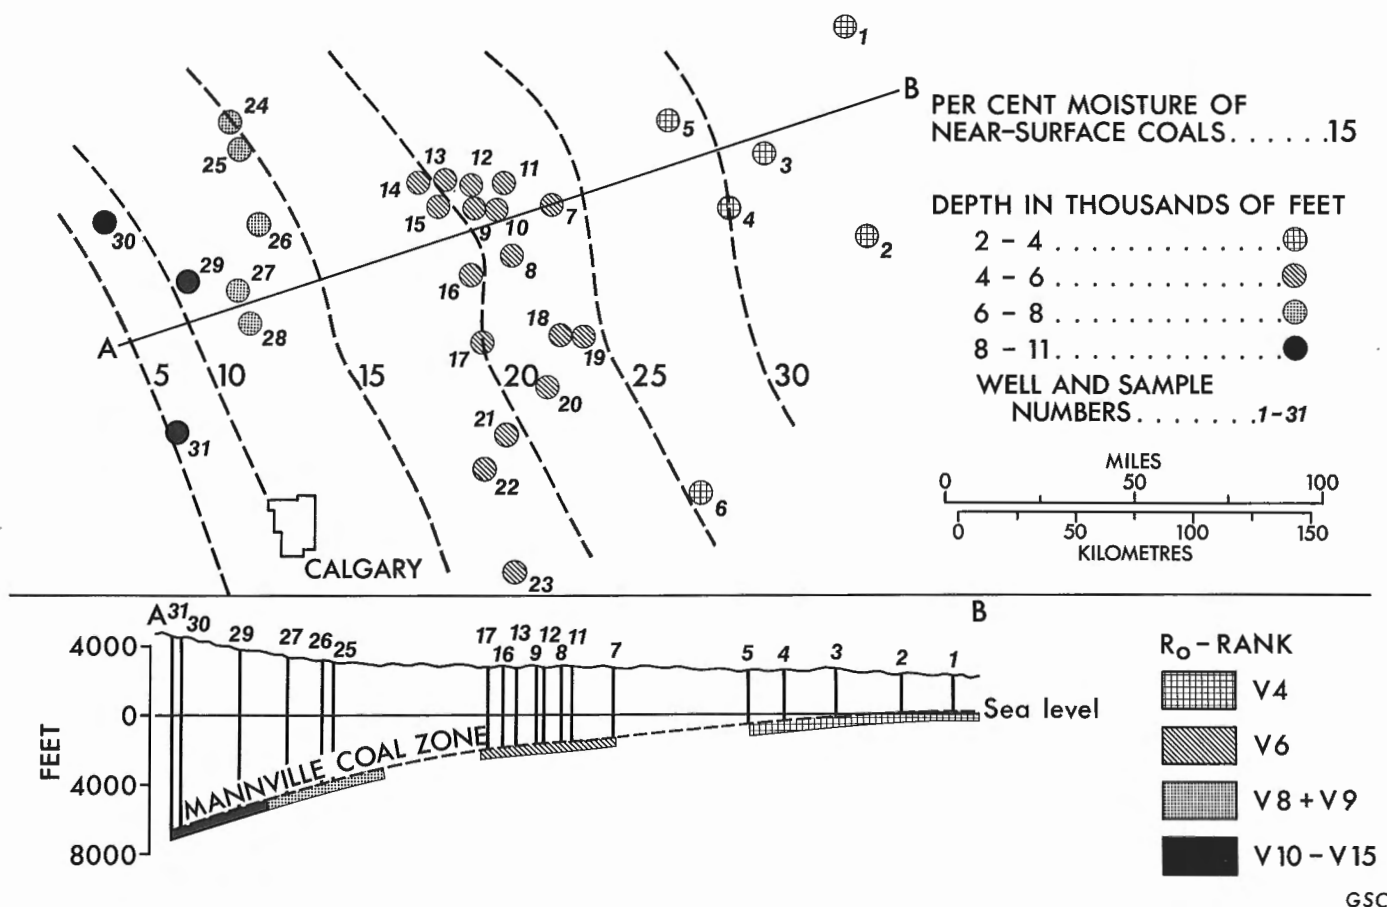 1
B
PER CENT MOISTURE OF
NEAR-SURFACE COALS......15
24
5
3
25
13 12 11
14
30
26
15 9 10 7
4
2
DEPTH IN THOUSANDS OF FEET
2 - 4
4 - 6
6 - 8
8 - 11
WELL AND SAMPLE
NUMBERS.......1-31
29 27
16 8
28
18
19
17
A
5 10 15 20 25 30
20
21
31
22
6
MILES
0 50 100
0 50 100 150
KILOMETRES
CALGARY
23
A 31 30 29 27 26 25 17 16 13 9 12 8 11 7 5 4 3 2 1 B
4000
0
4000
8000
FEET
MANNVILLE COAL ZONE
Sea level
Ro-RANK
V4
V6
V8+V9
V10-V15
GSC